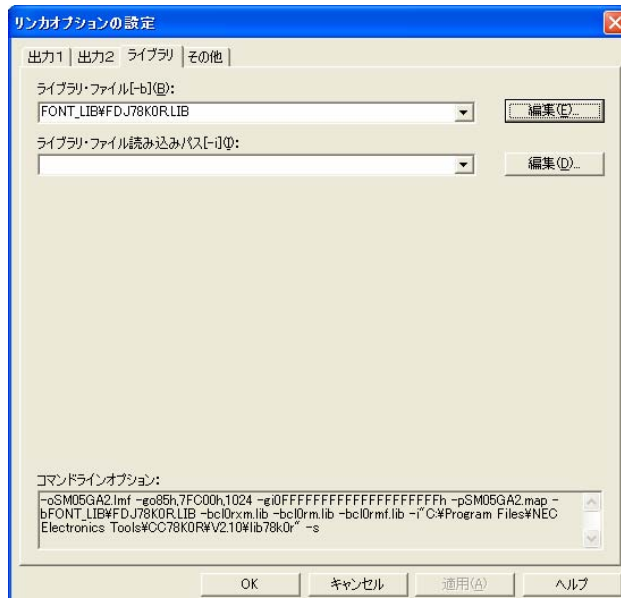 リンカオプションの設定
出力1 出力2 ライブラリ その他
ライブラリ・ファイル[-b](B):
FONT_LIB¥FDJ78K0R.LIB 編集(E)...
ライブラリ・ファイル読み込みパス[-i](I):
編集(D)...
コマンドラインオプション:
-oSM05GA2.lmf -go85h,7FC00h,1024 -gi0FFFFFFFFFFFFFFFFFFFFh -pSM05GA2.map -
bFONT_LIB¥FDJ78K0R.LIB -bcl0rxm.lib -bcl0rm.lib -bcl0rmf.lib -i"C:¥Program Files¥NEC
Electronics Tools¥CC78K0R¥V2.10¥lib78k0r" -s
OK キャンセル 適用(A) ヘルプ